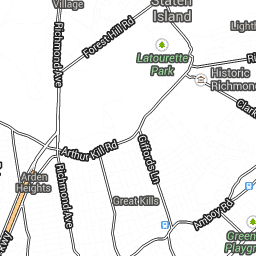 Village
Staten
Island
Richmond Ave
Forest Hill Rd
Latourette
Park
Historic
Richmond
Arthur Kill Rd
Giffords Ln
Arden
Heights
Richmond Ave
Great Kills
Amboy Rd